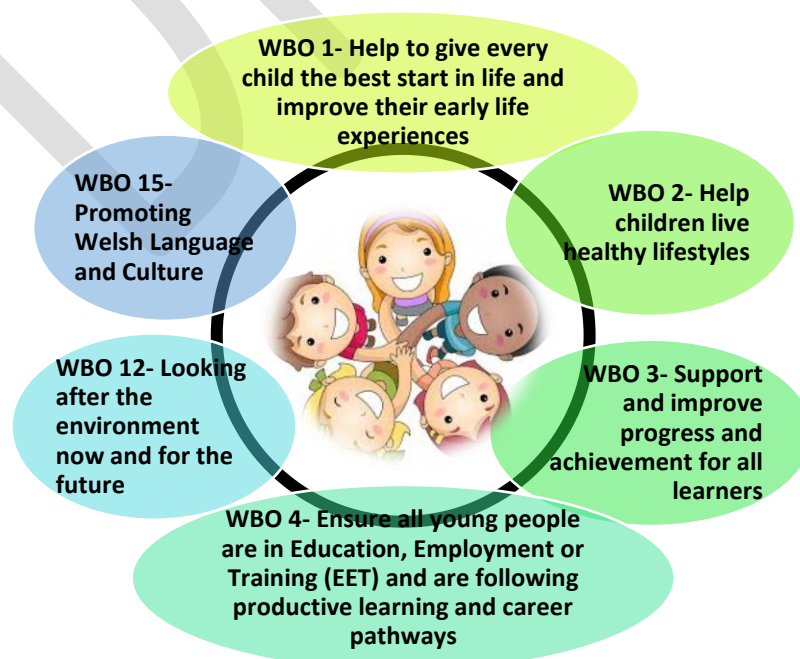 WBO 1- Help to give every
child the best start in life and
improve their early life
experiences
WBO 2- Help
children live
healthy lifestyles
WBO 3- Support
and improve
progress and
achievement for all
learners
WBO 4- Ensure all young people
are in Education, Employment or
Training (EET) and are following
productive learning and career
pathways
WBO 12- Looking
after the
environment
now and for the
future
WBO 15-
Promoting
Welsh Language
and Culture